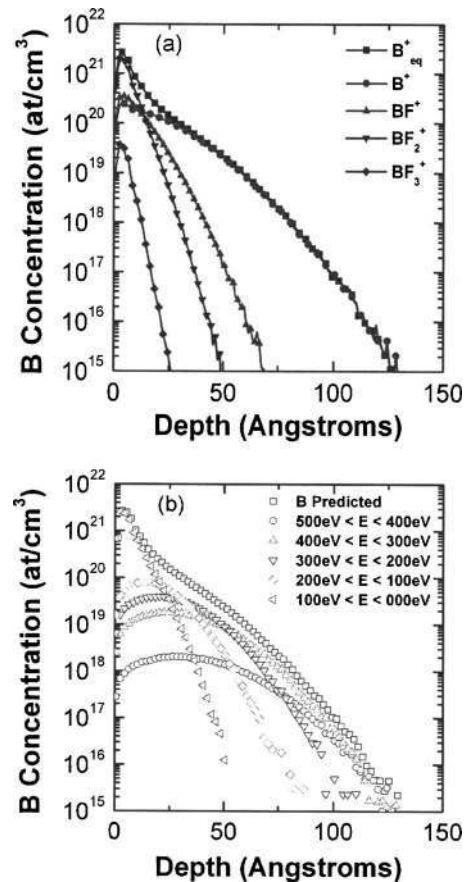 (a)
B⁺eq
B⁺
BF⁺
BF₂⁺
BF₃⁺
10²¹
10²⁰
10¹⁹
10¹⁸
10¹⁷
10¹⁶
10¹⁵
B Concentration (at/cm³)
0 50 100 150
Depth (Angstroms)
(b)
B Predicted
500eV < E < 400eV
400eV < E < 300eV
300eV < E < 200eV
200eV < E < 100eV
100eV < E < 000eV
10²²
10²¹
10²⁰
10¹⁹
10¹⁸
10¹⁷
10¹⁶
10¹⁵
B Concentration (at/cm³)
0 50 100 150
Depth (Angstroms)